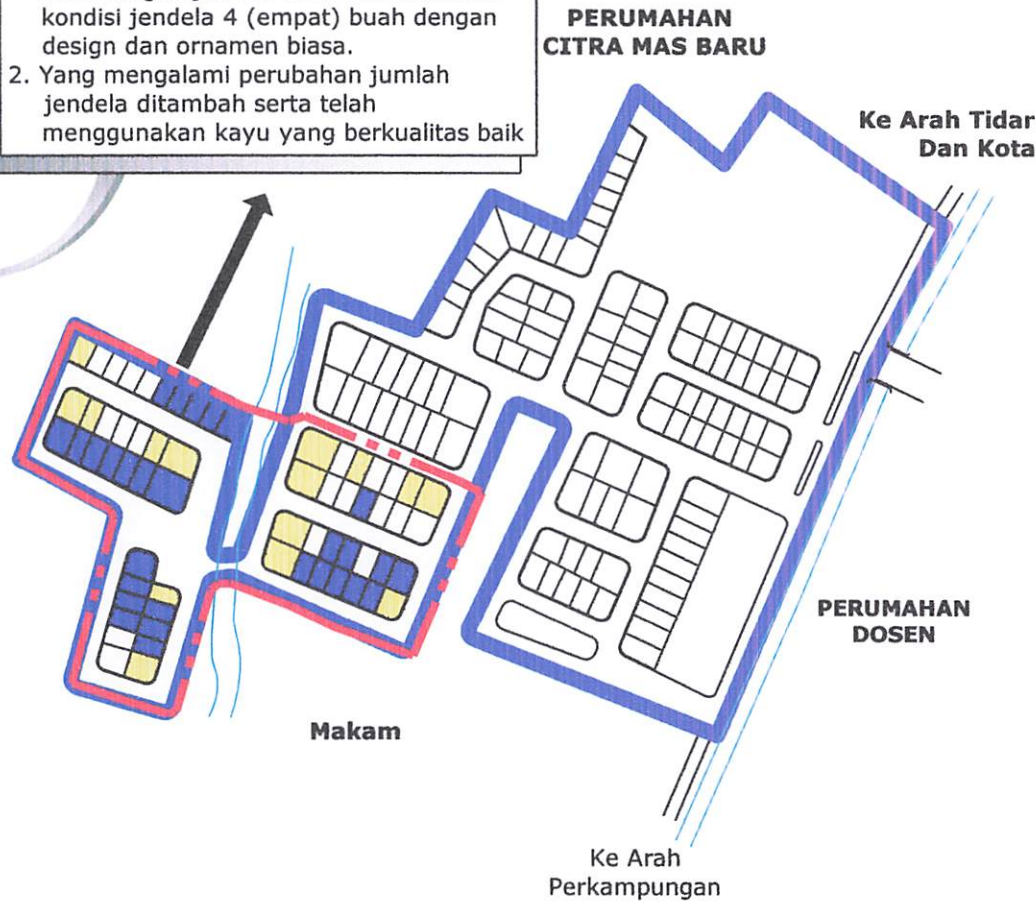 kondisi jendela 4 (empat) buah dengan
design dan ornamen biasa.
2. Yang mengalami perubahan jumlah
jendela ditambah serta telah
menggunakan kayu yang berkualitas baik
PERUMAHAN
CITRA MAS BARU
Ke Arah Tidar
Dan Kota
PERUMAHAN
DOSEN
Makam
Ke Arah
Perkampungan